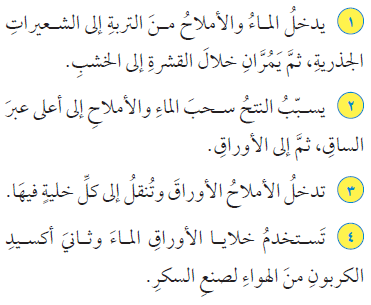 ١ يدخلُ الماءُ والأملاحُ منَ التربةِ إلى الشعيراتِ
الجذريةِ، ثمَّ يَمُرَّانِ خلالَ القشرةِ إلى الخشبِ.
٢ يسبّبُ النتحُ سحبَ الماءِ والأملاحِ إلى أعلى عبرَ
الساقِ، ثمَّ إلى الأوراقِ.
٣ تدخلُ الأملاحُ الأوراقَ وتُنقلُ إلى كلِّ خليةٍ فيهَا.
٤ تَستخدمُ خلايا الأوراقِ الماءَ وثانيَ أكسيدِ
الكربونِ منَ الهواءِ لصنعِ السكرِ.